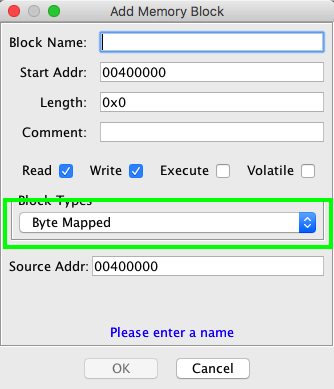 Add Memory Block
Block Name:
Start Addr: 00400000
Length: 0x0
Comment:
Read Write Execute Volatile
Block Types
Byte Mapped
Source Addr: 00400000
Please enter a name
OK Cancel